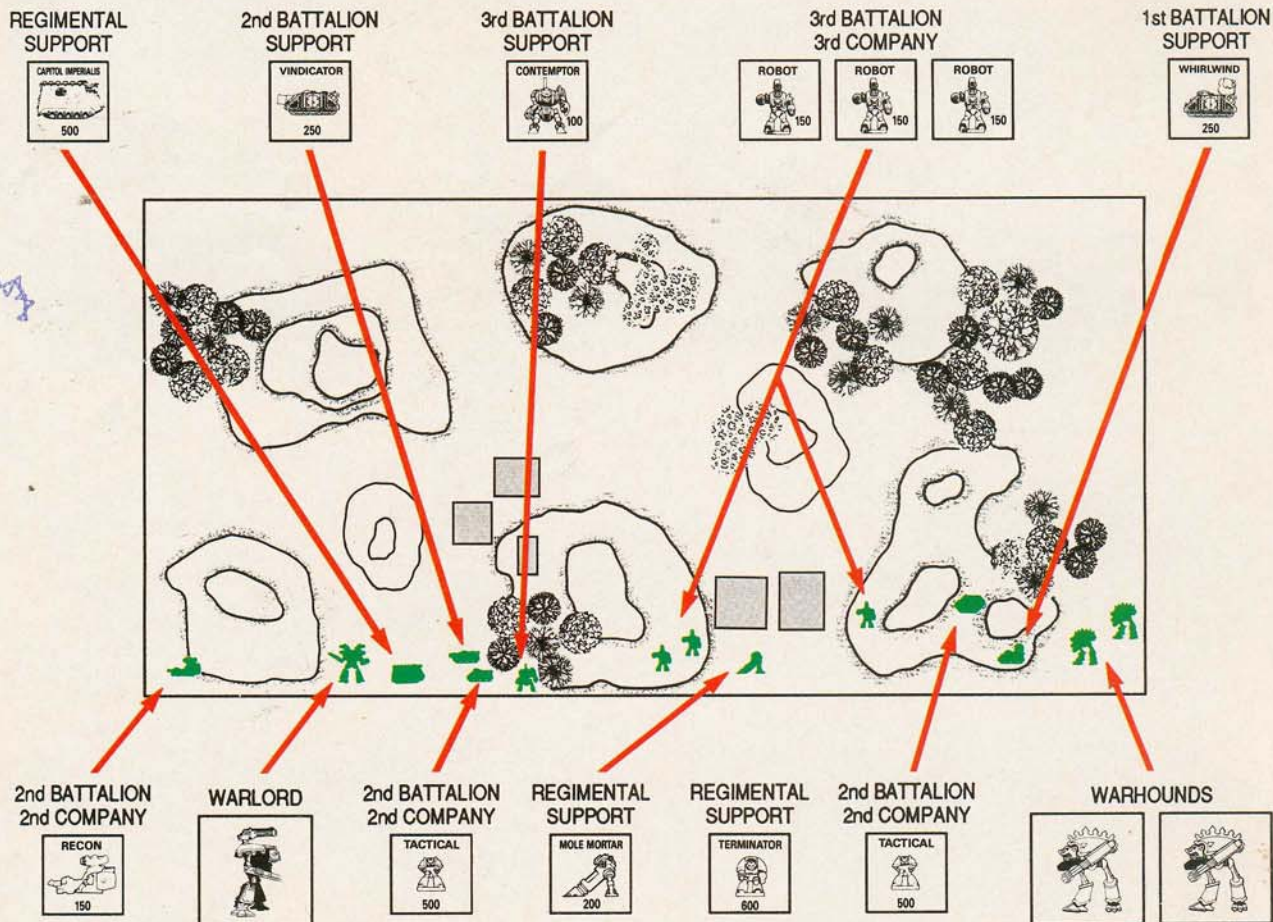 REGIMENTAL
SUPPORT
CAPITOL IMPERIALIS
500
2nd BATTALION
SUPPORT
VINDICATOR
250
3rd BATTALION
SUPPORT
CONTEMPTOR
100
3rd BATTALION
3rd COMPANY
ROBOT
150
ROBOT
150
ROBOT
150
1st BATTALION
SUPPORT
WHIRLWIND
250
2nd BATTALION
2nd COMPANY
RECON
150
WARLORD
2nd BATTALION
2nd COMPANY
TACTICAL
500
REGIMENTAL
SUPPORT
MOLE MORTAR
200
REGIMENTAL
SUPPORT
TERMINATOR
600
2nd BATTALION
2nd COMPANY
TACTICAL
500
WARHOUNDS